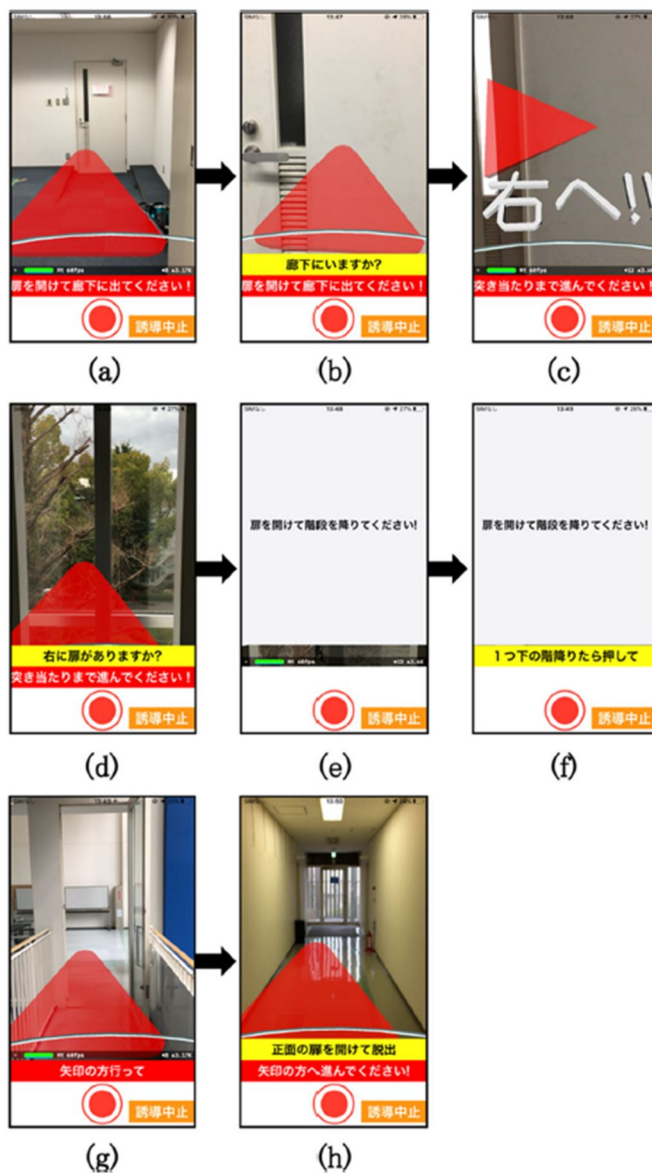 扉を開けて廊下に出てください!
誘導中止
(a)
13:47
廊下にいますか?
扉を開けて廊下に出てください!
誘導中止
(b)
右へ!!
突き当たりまで進んでください!
誘導中止
(c)
右に扉がありますか?
突き当たりまで進んでください!
誘導中止
(d)
13:48
扉を開けて階段を降りてください!
誘導中止
(e)
扉を開けて階段を降りてください!
1つ下の階降りたら押して
誘導中止
(f)
矢印の方行って
誘導中止
(g)
13:50
正面の扉を開けて脱出
矢印の方へ進んでください!
誘導中止
(h)